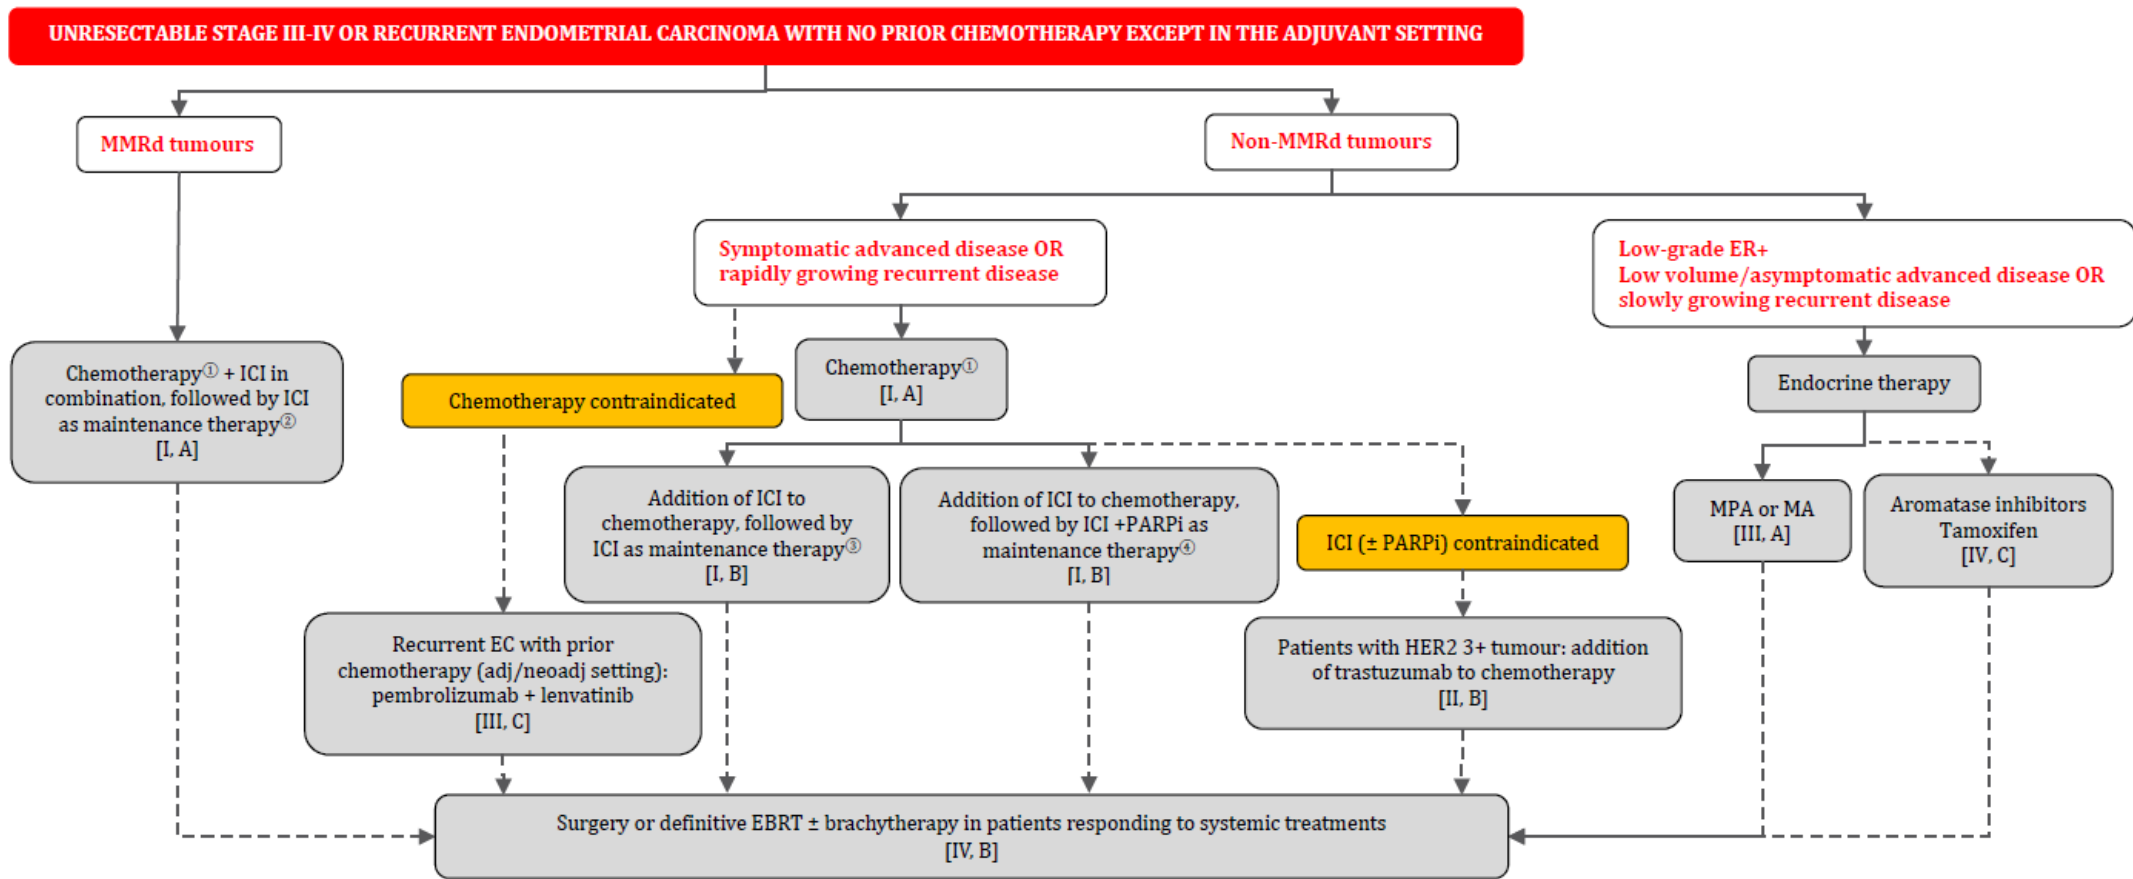 UNRESECTABLE STAGE III-IV OR RECURRENT ENDOMETRIAL CARCINOMA WITH NO PRIOR CHEMOTHERAPY EXCEPT IN THE ADJUVANT SETTING
MMRd tumours
Non-MMRd tumours
Symptomatic advanced disease OR
rapidly growing recurrent disease
Low-grade ER+
Low volume/asymptomatic advanced disease OR
slowly growing recurrent disease
Chemotherapy① + ICI in
combination, followed by ICI
as maintenance therapy②
[I, A]
Chemotherapy contraindicated
Chemotherapy①
[I, A]
Endocrine therapy
Addition of ICI to
chemotherapy, followed by
ICI as maintenance therapy③
[I, B]
Addition of ICI to chemotherapy,
followed by ICI +PARPi as
maintenance therapy④
[I, B]
ICI (± PARPi) contraindicated
MPA or MA
[III, A]
Aromatase inhibitors
Tamoxifen
[IV, C]
Recurrent EC with prior
chemotherapy (adj/neoadj setting):
pembrolizumab + lenvatinib
[III, C]
Patients with HER2 3+ tumour: addition
of trastuzumab to chemotherapy
[II, B]
Surgery or definitive EBRT ± brachytherapy in patients responding to systemic treatments
[IV, B]